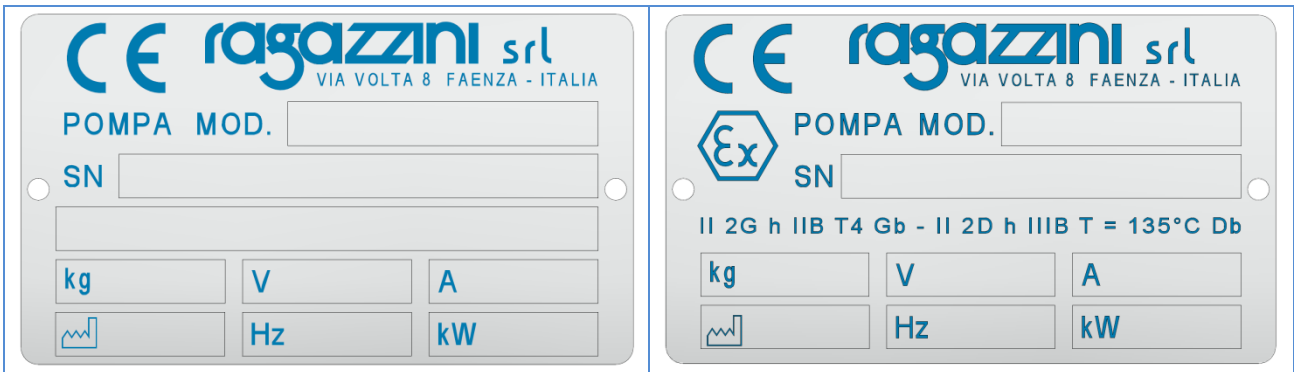 CE ragazzini srl
VIA VOLTA 8 FAENZA - ITALIA
POMPA MOD.
SN
kg V A
Hz kW
CE ragazzini srl
VIA VOLTA 8 FAENZA - ITALIA
Ex POMPA MOD.
SN
II 2G h IIB T4 Gb - II 2D h IIIB T = 135°C Db
kg V A
Hz kW